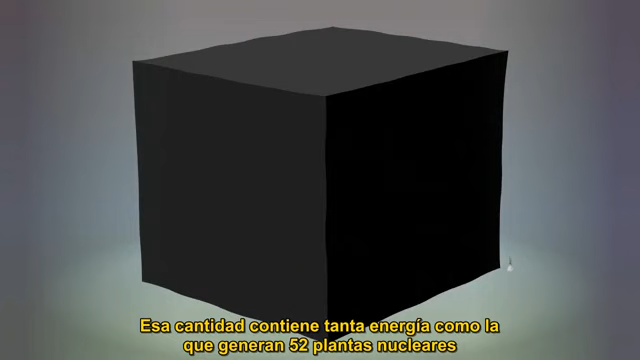 Esa cantidad contiene tanta energía como la
que generan 52 plantas nucleares